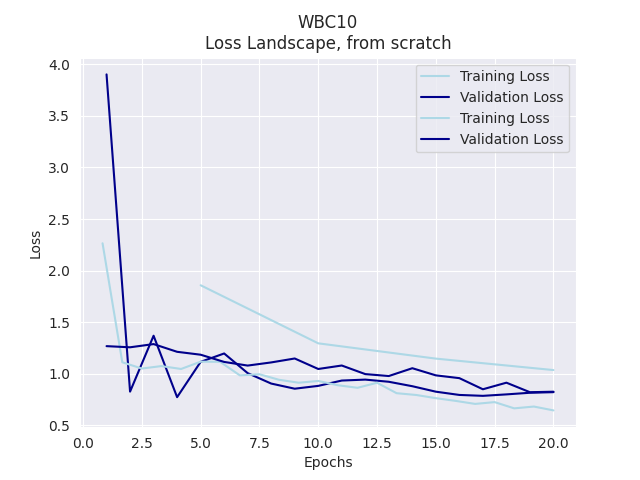 WBC10
Loss Landscape, from scratch
Training Loss
Validation Loss
Training Loss
Validation Loss
4.0
3.5
3.0
2.5
2.0
1.5
1.0
0.5
Loss
0.0
2.5
5.0
7.5
10.0
12.5
15.0
17.5
20.0
Epochs